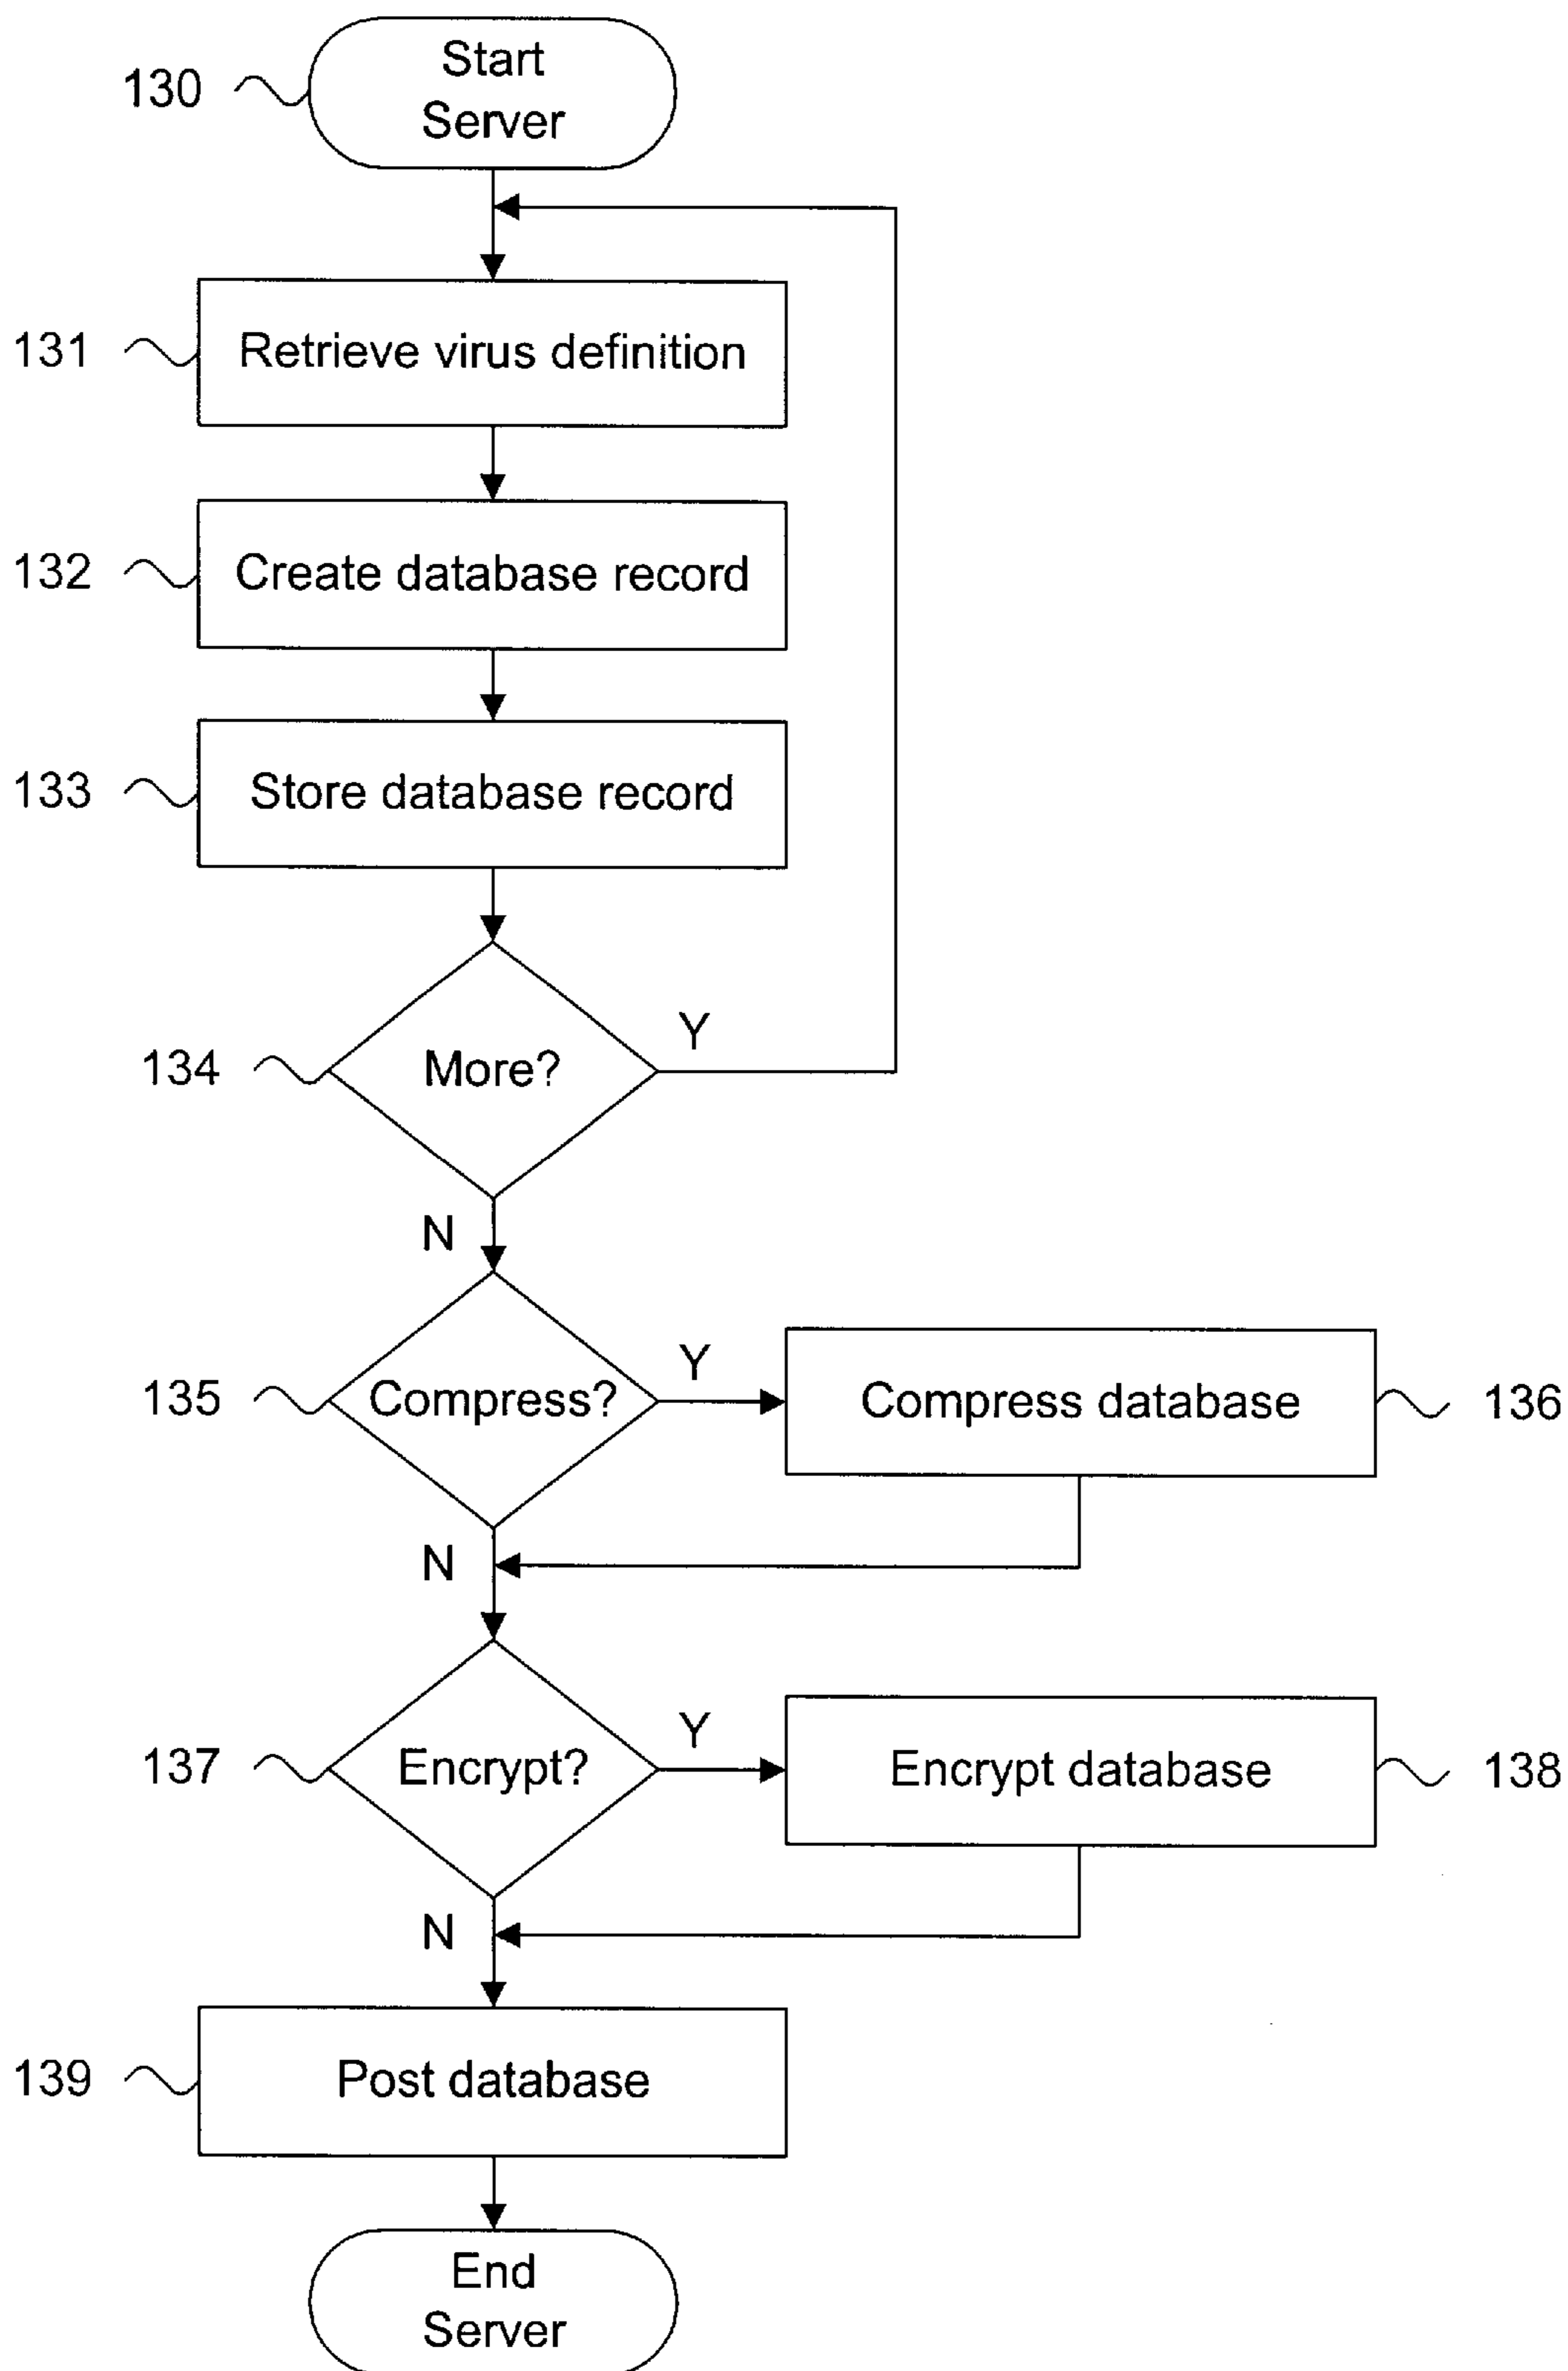 130
Start
Server
131
Retrieve virus definition
132
Create database record
133
Store database record
134
More?
Y
N
135
Compress?
Y
Compress database
136
N
137
Encrypt?
Y
Encrypt database
138
N
139
Post database
End
Server